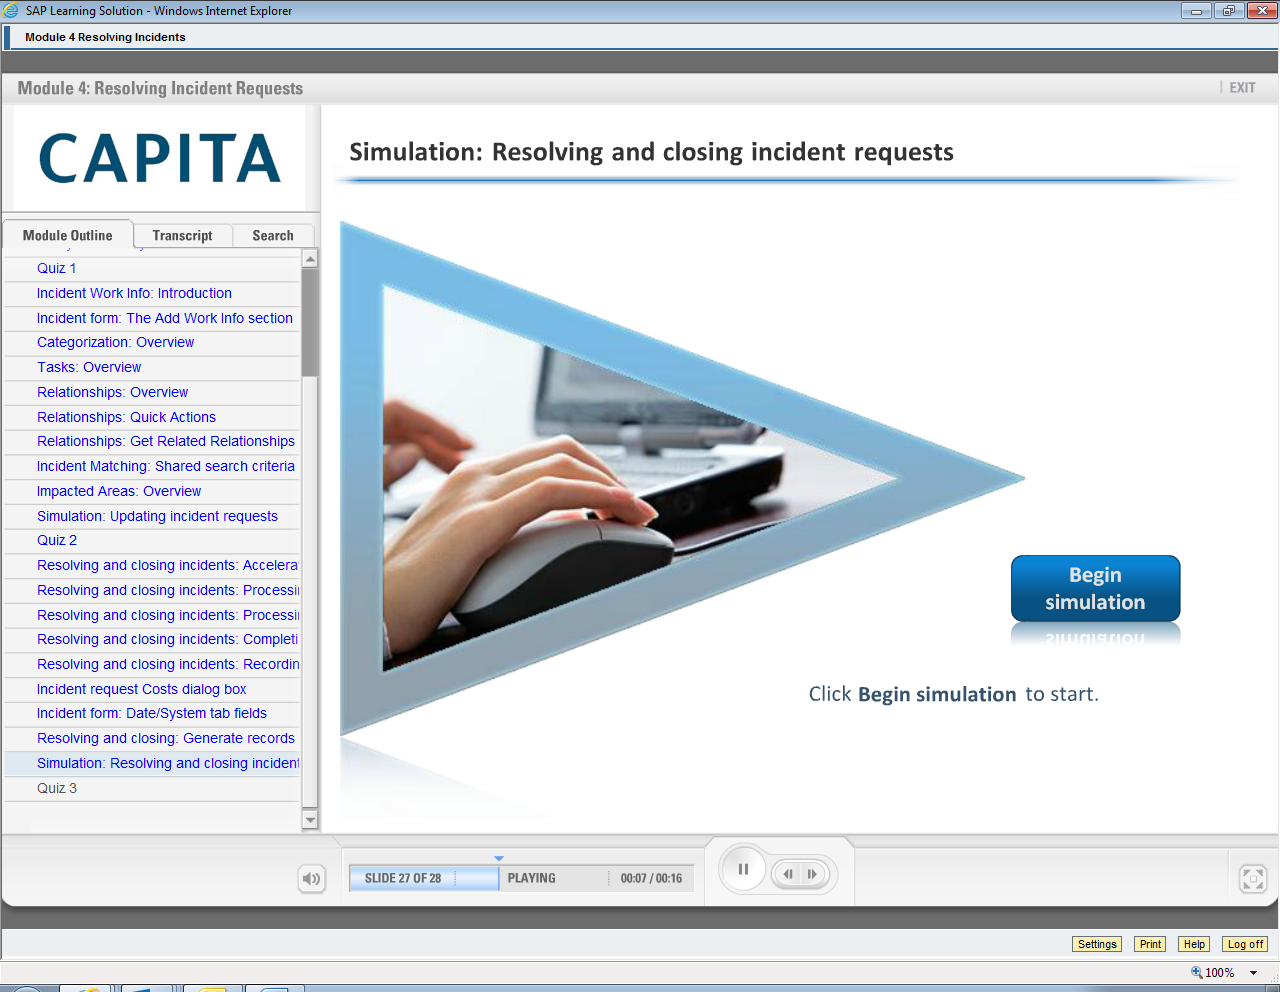 SAP Learning Solution - Windows Internet Explorer
Module 4 Resolving Incidents
Module 4: Resolving Incident Requests
EXIT
CAPITA
Simulation: Resolving and closing incident requests
Module Outline
Transcript
Search
Quiz 1
Incident Work Info: Introduction
Incident form: The Add Work Info section
Categorization: Overview
Tasks: Overview
Relationships: Overview
Relationships: Quick Actions
Relationships: Get Related Relationships
Incident Matching: Shared search criteria
Impacted Areas: Overview
Simulation: Updating incident requests
Quiz 2
Resolving and closing incidents: Accelera
Resolving and closing incidents: Processi
Resolving and closing incidents: Processi
Resolving and closing incidents: Completi
Resolving and closing incidents: Recordin
Incident request Costs dialog box
Incident form: Date/System tab fields
Resolving and closing: Generate records
Simulation: Resolving and closing incident
Quiz 3
Begin
simulation
Click Begin simulation to start.
SLIDE 27 OF 28
PLAYING
00:07 / 00:16
Settings
Print
Help
Log off
100%